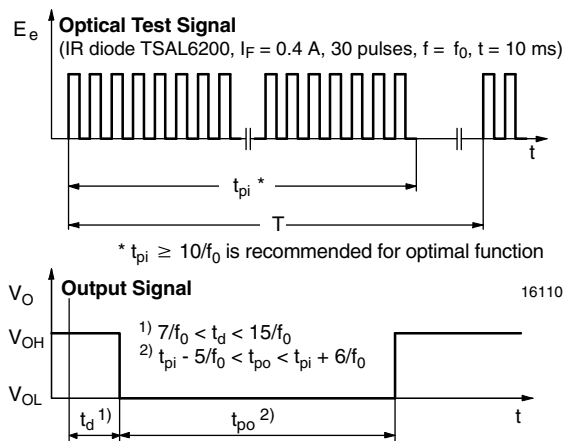 E_e Optical Test Signal
(IR diode TSAL6200, I_F = 0.4 A, 30 pulses, f = f_0, t = 10 ms)
t
t_pi *
T
* t_pi ≥ 10/f_0 is recommended for optimal function
V_O Output Signal 16110
V_OH
1) 7/f_0 < t_d < 15/f_0
2) t_pi - 5/f_0 < t_po < t_pi + 6/f_0
V_OL
t_d 1) t_po 2) t